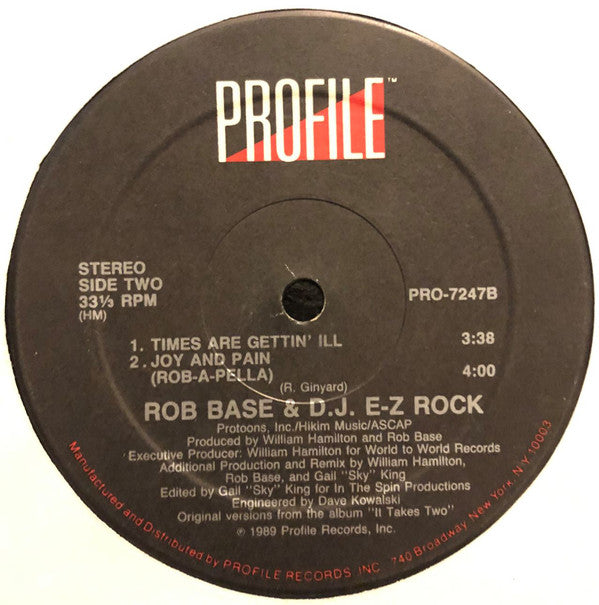 PROFILE™
STEREO
SIDE TWO
33⅓ RPM
(HM)
PRO-7247B
1. TIMES ARE GETTIN' ILL 3:38
2. JOY AND PAIN
(ROB-A-PELLA) 4:00
(R. Ginyard)
ROB BASE & D.J. E-Z ROCK
Protoons, Inc./Hikim Music/ASCAP
Produced by William Hamilton and Rob Base
Executive Producer: William Hamilton for World to World Records
Additional Production and Remix by William Hamilton,
Rob Base, and Gail "Sky" King
Edited by Gail "Sky" King for In The Spin Productions
Engineered by Dave Kowalski
Original versions from the album "It Takes Two"
℗ 1989 Profile Records, Inc.
Manufactured and Distributed by PROFILE RECORDS INC. 740 Broadway New York, N.Y. 10003